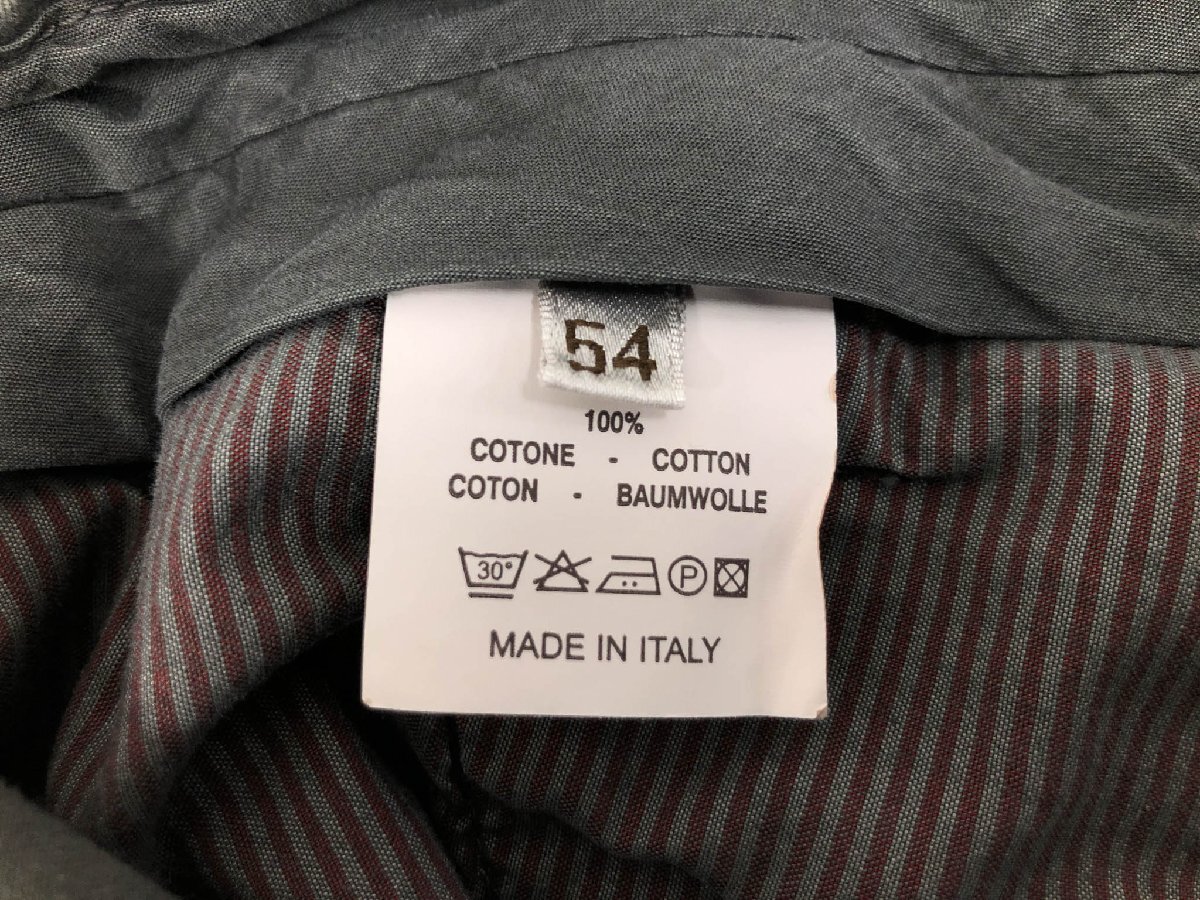 54
100%
COTONE - COTTON
COTON - BAUMWOLLE
30°
P
MADE IN ITALY